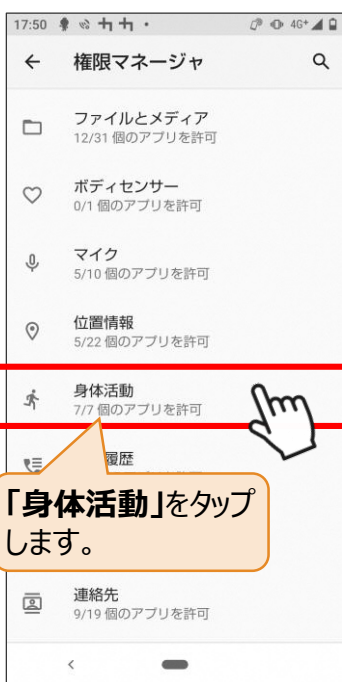 17:50 4G+
権限マネージャ
ファイルとメディア
12/31 個のアプリを許可
ボディセンサー
0/1 個のアプリを許可
マイク
5/10 個のアプリを許可
位置情報
5/22 個のアプリを許可
身体活動
7/7 個のアプリを許可
履歴
「身体活動」をタップ
します。
連絡先
9/19 個のアプリを許可